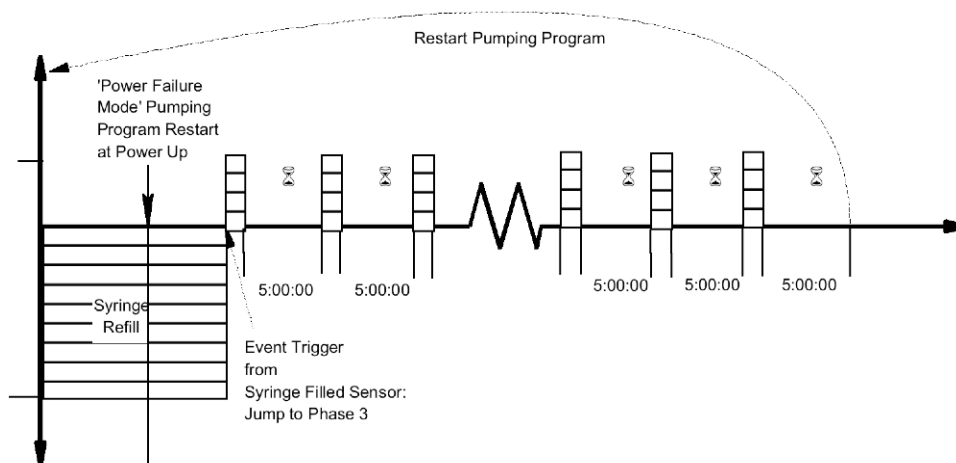 Restart Pumping Program
'Power Failure
Mode' Pumping
Program Restart
at Power Up
5:00:00
5:00:00
5:00:00
5:00:00
5:00:00
Syringe
Refill
Event Trigger
from
Syringe Filled Sensor:
Jump to Phase 3